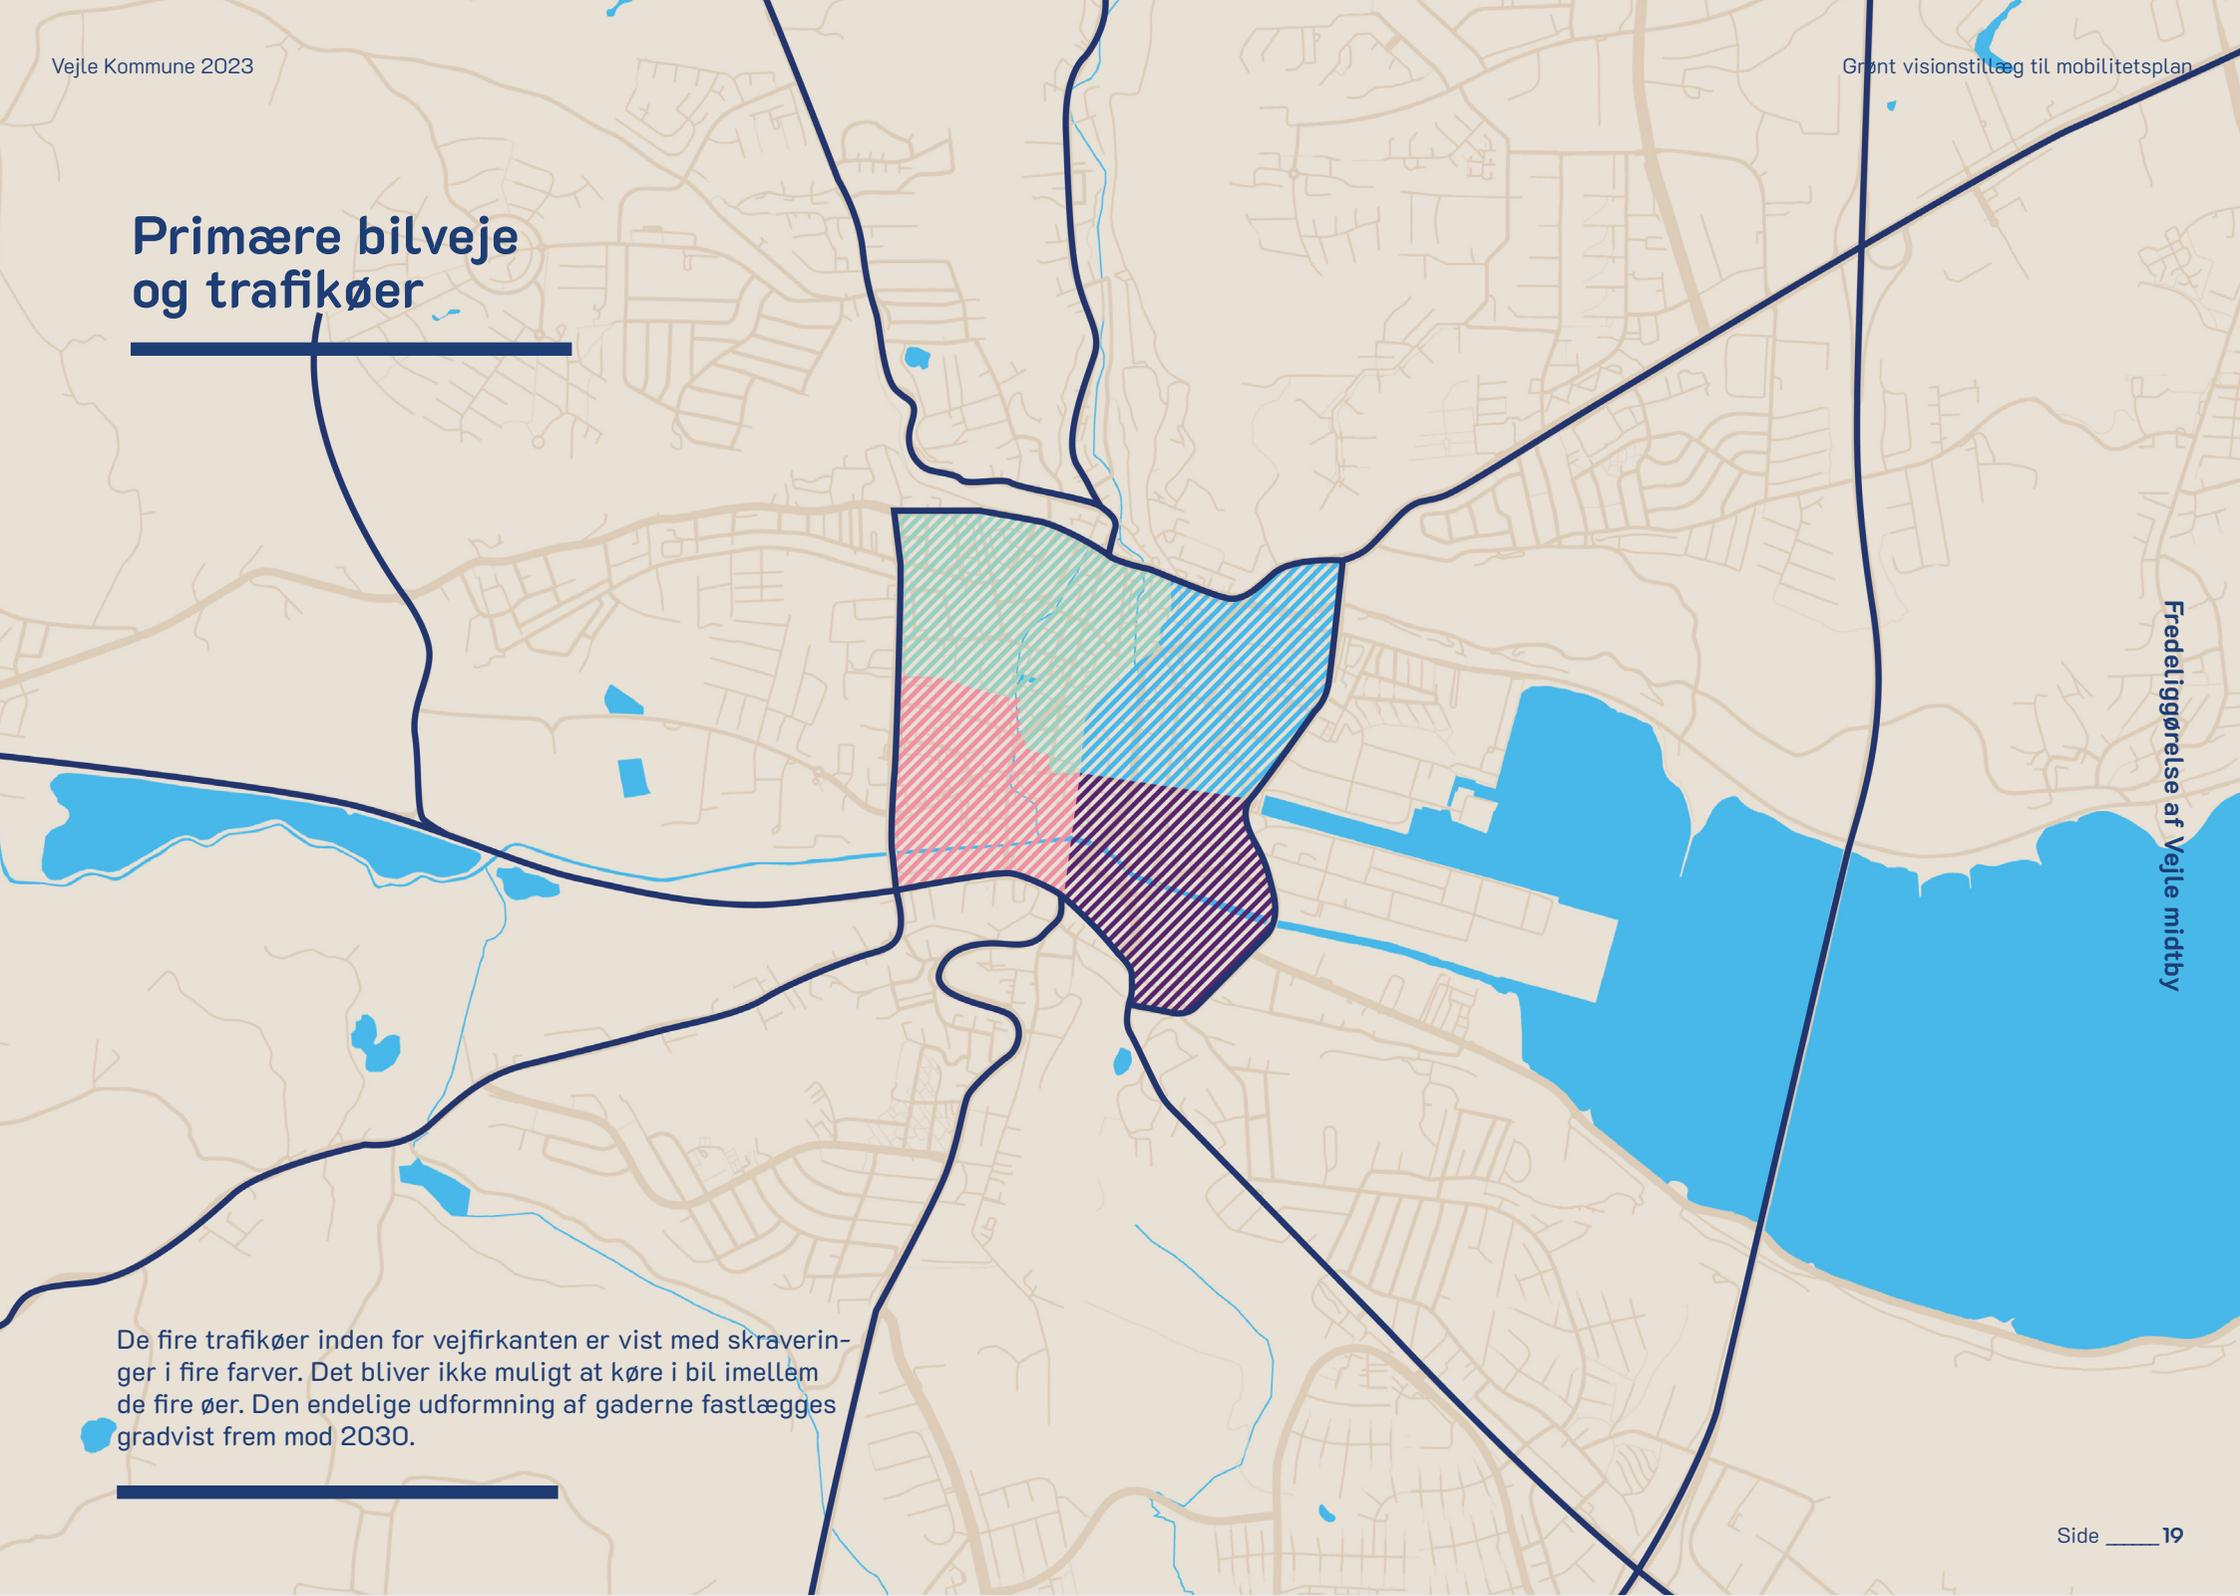 Vejle Kommune 2023
Grønt visionstillæg til mobilitetsplan
Primære bilveje
og trafikøer
Fredeliggørelse af Vejle midtby
De fire trafikøer inden for vejfirkanten er vist med skraverin-
ger i fire farver. Det bliver ikke muligt at køre i bil imellem
de fire øer. Den endelige udformning af gaderne fastlægges
gradvist frem mod 2030.
Side _____ 19